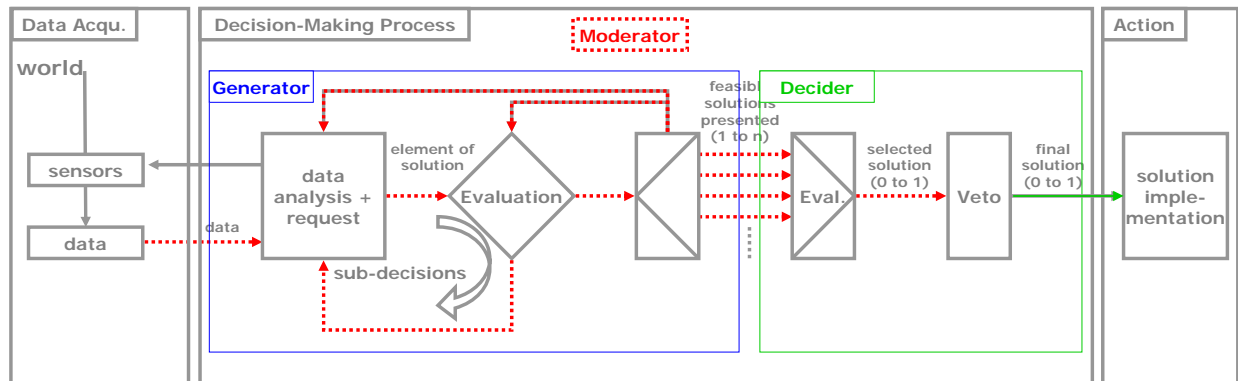 Data Acqu.
Decision-Making Process
Moderator
Action
world
sensors
data
data
Generator
data
analysis +
request
element of
solution
Evaluation
sub-decisions
feasible
solutions
presented
(1 to n)
Decider
Eval.
selected
solution
(0 to 1)
Veto
final
solution
(0 to 1)
solution
imple-
mentation